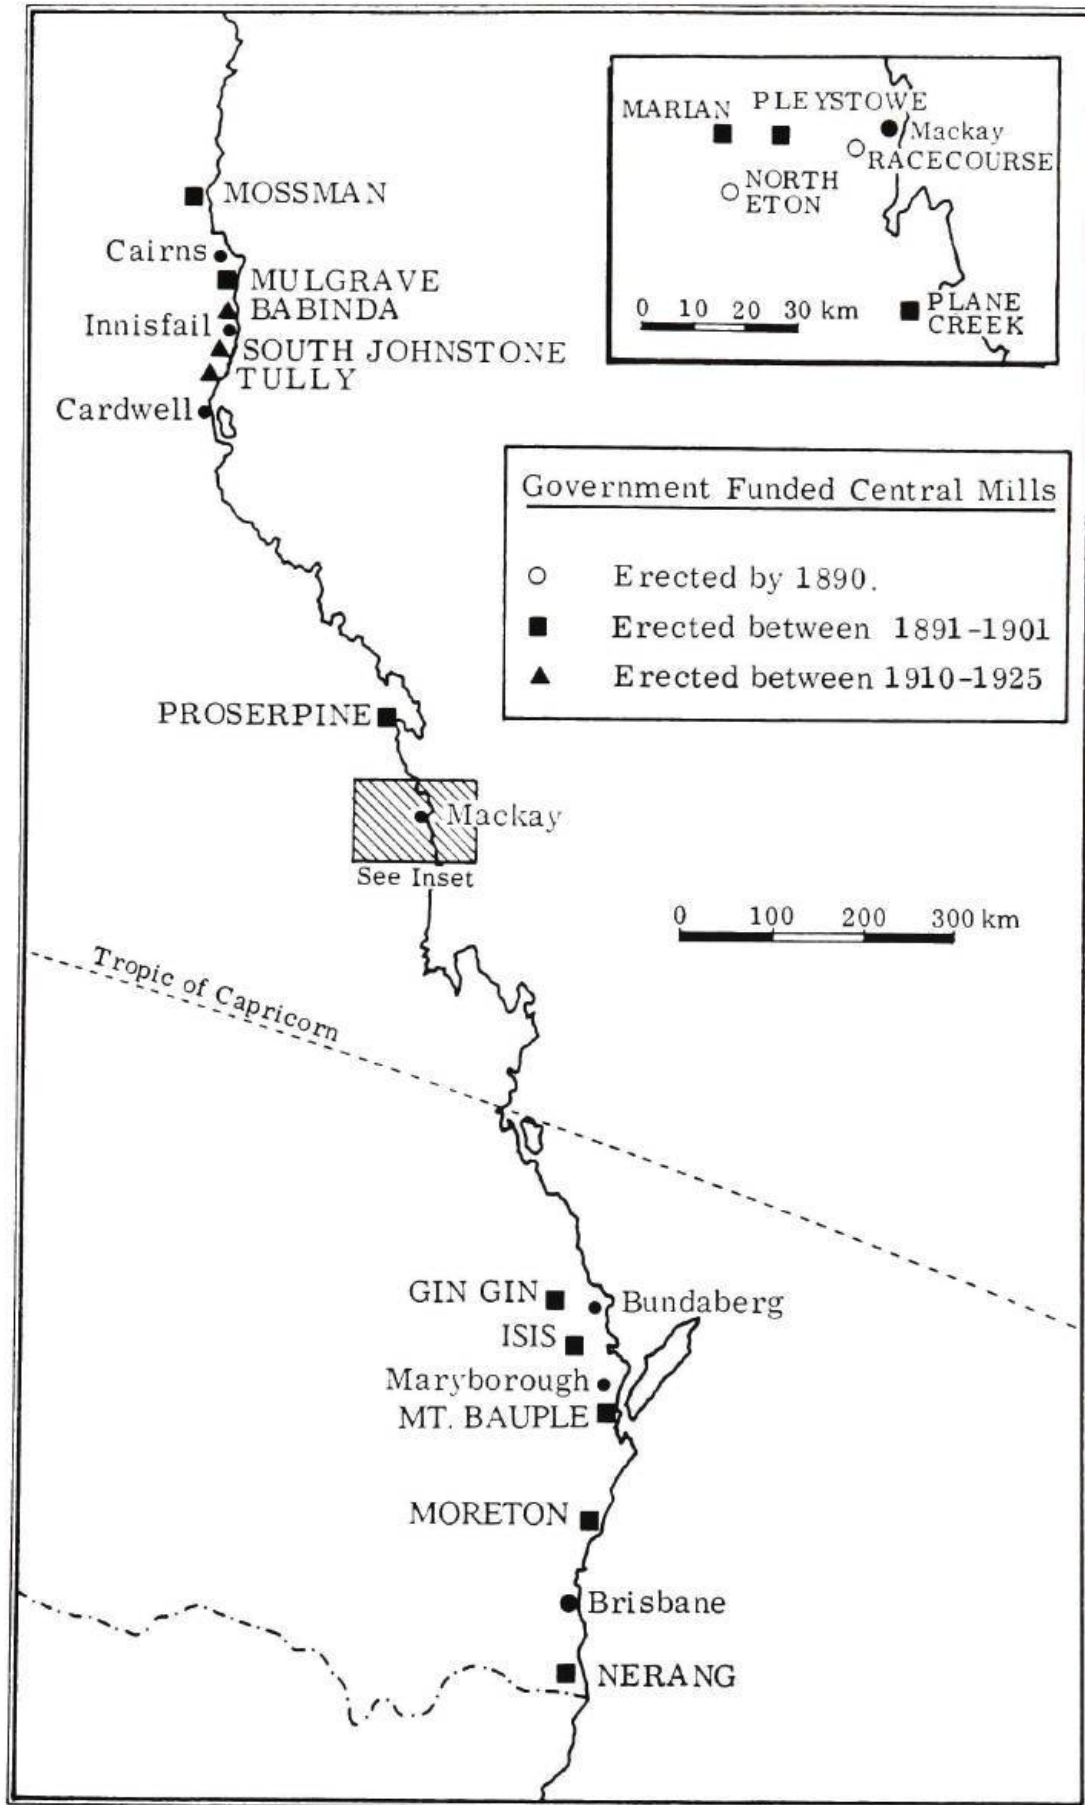 MARIAN
PLEYSTOWE
Mackay
RACECOURSE
NORTH
ETON
0 10 20 30 km
PLANE
CREEK
MOSSMAN
Cairns
MULGRAVE
BABINDA
Innisfail
SOUTH JOHNSTONE
TULLY
Cardwell
Government Funded Central Mills
Erected by 1890.
Erected between 1891-1901
Erected between 1910-1925
PROSERPINE
Mackay
See Inset
0 100 200 300 km
Tropic of Capricorn
GIN GIN
Bundaberg
ISIS
Maryborough
MT. BAUPLE
MORETON
Brisbane
NERANG